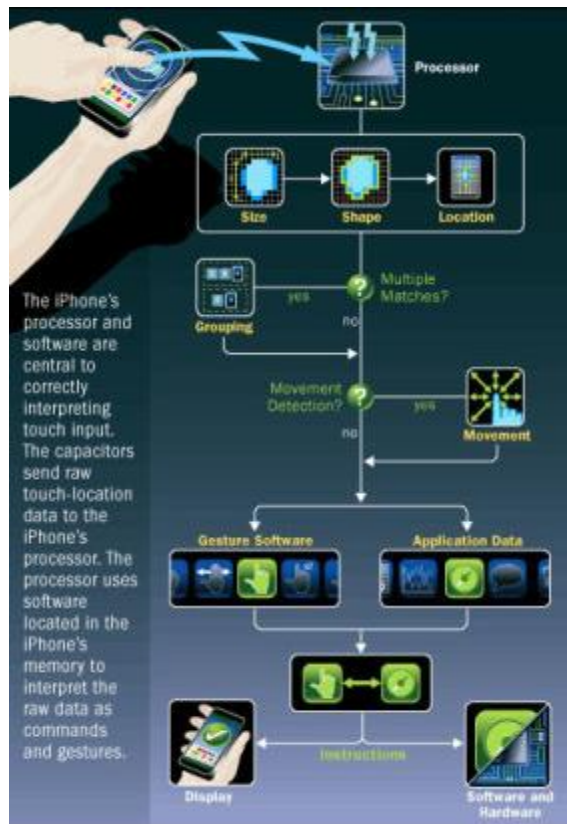 Processor
Size
Shape
Location
Multiple
Matches?
yes
Grouping
no
Movement
Detection?
yes
Movement
no
Gesture Software
Application Data
Instructions
Display
Software and
Hardware
The iPhone's
processor and
software are
central to
correctly
interpreting
touch input.
The capacitors
send raw
touch-location
data to the
iPhone's
processor. The
processor uses
software
located in the
iPhone's
memory to
interpret the
raw data as
commands
and gestures.